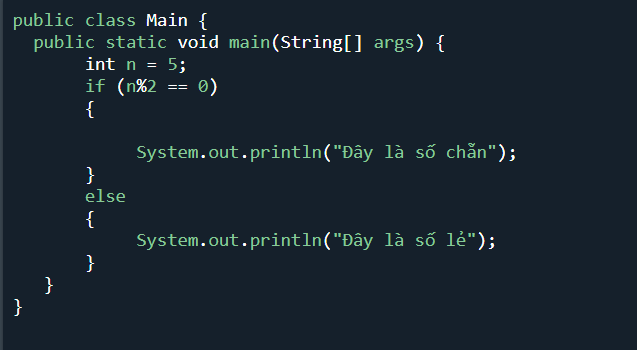 public class Main {
public static void main(String[] args) {
int n = 5;
if (n%2 == 0)
{
System.out.println("Đây là số chẵn");
}
else
{
System.out.println("Đây là số lẻ");
}
}
}